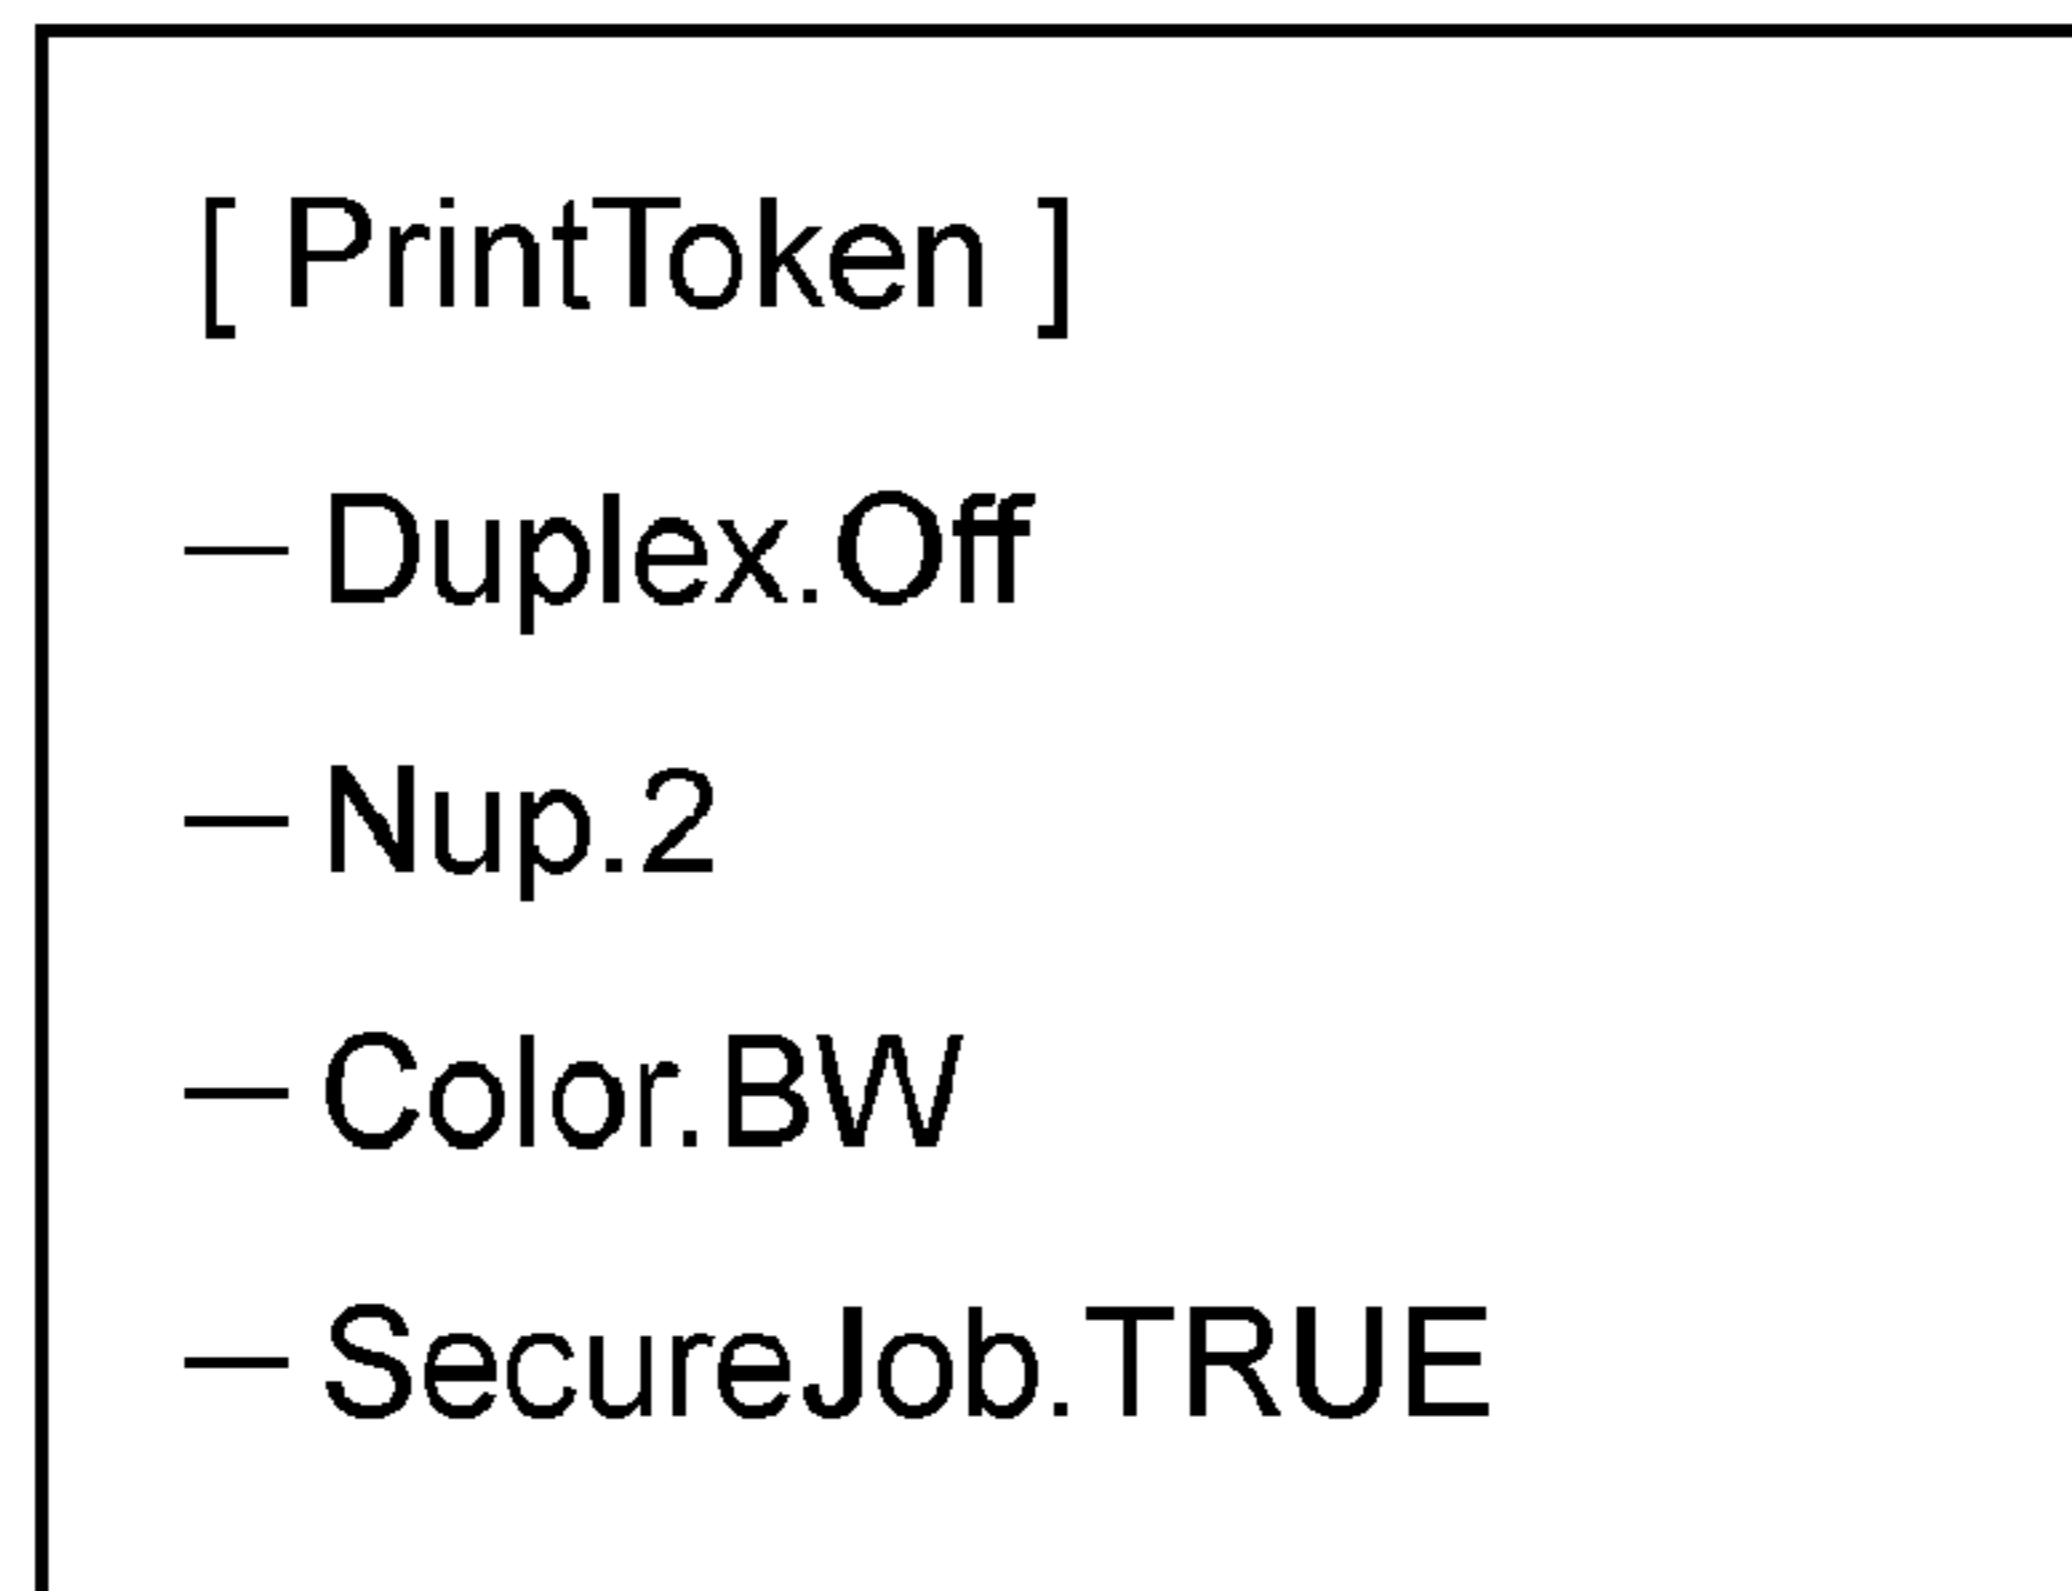 [ PrintToken ]
— Duplex.Off
— Nup.2
— Color.BW
— SecureJob.TRUE